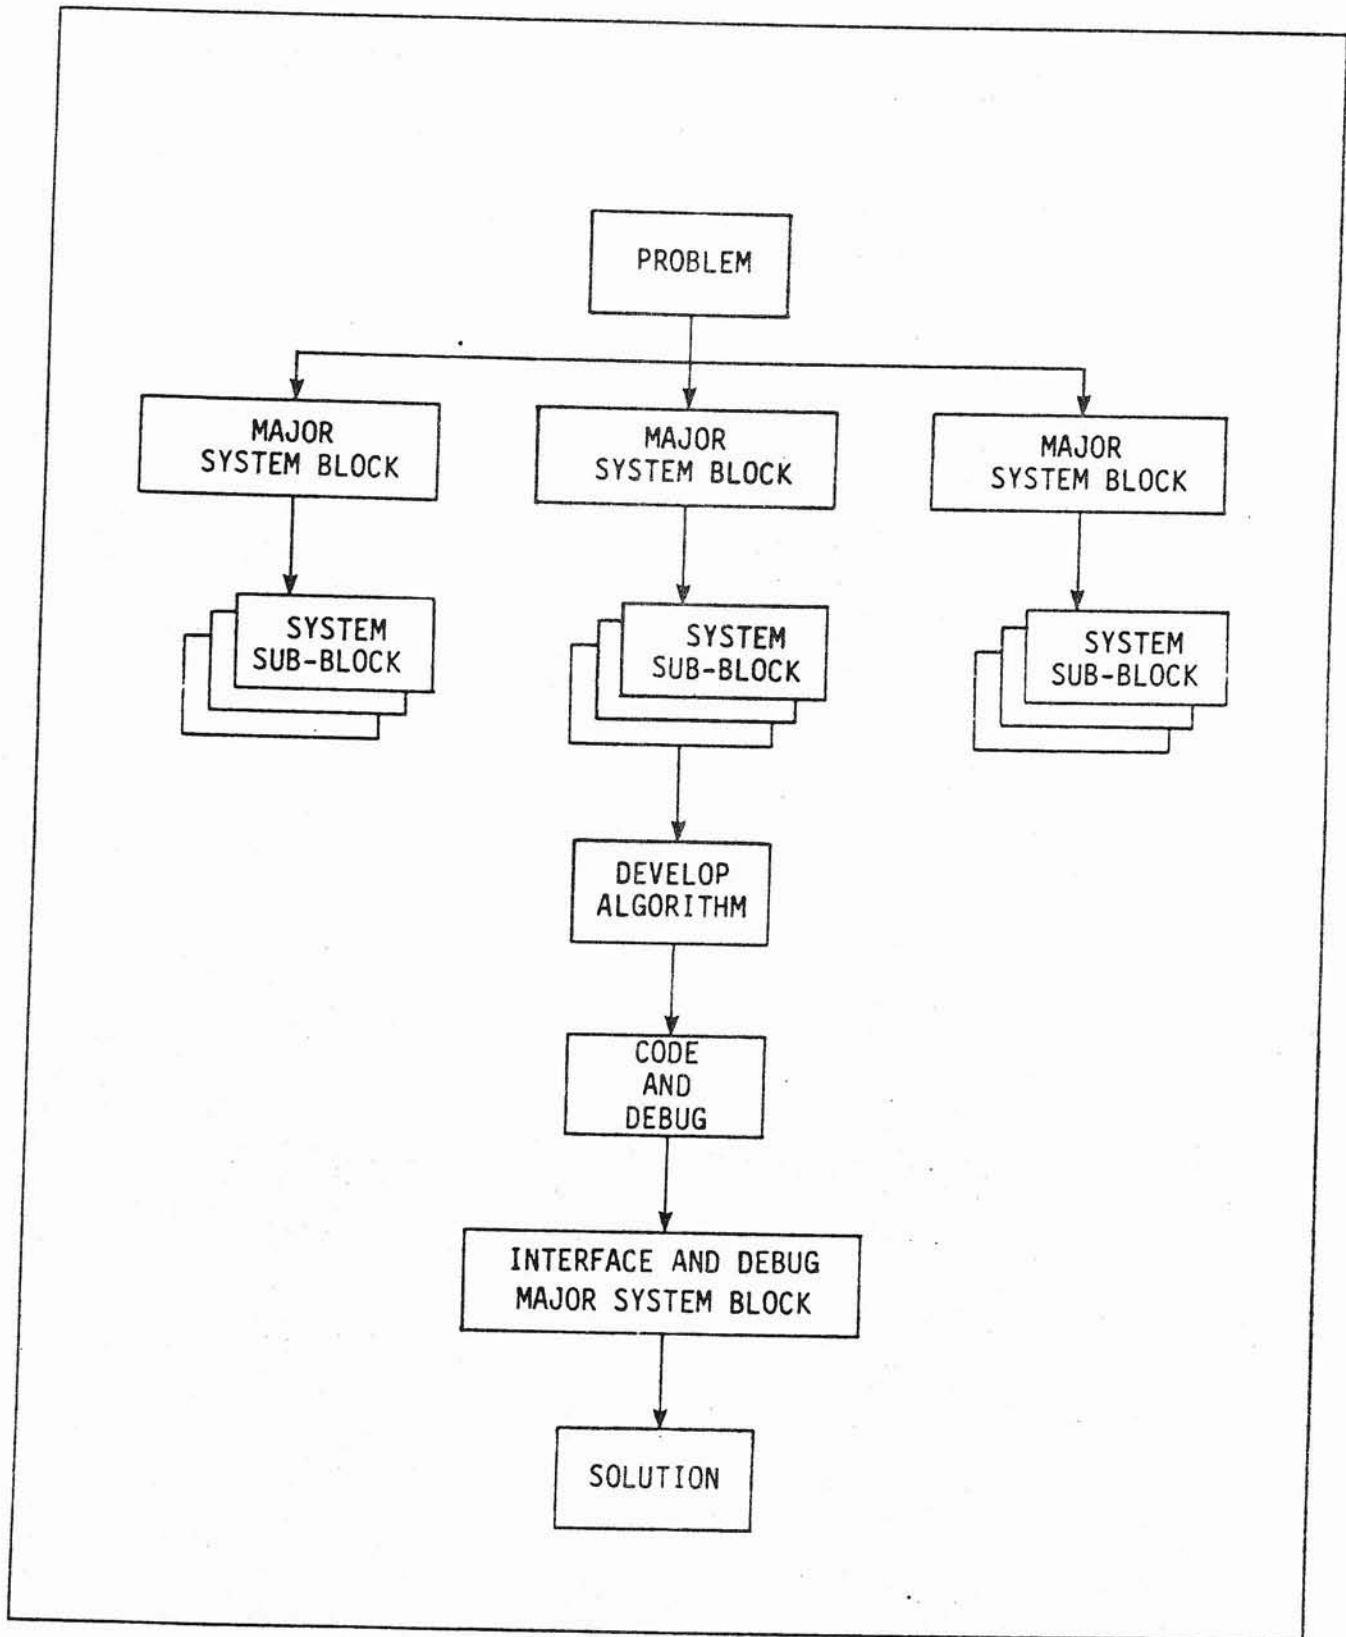 PROBLEM
MAJOR
SYSTEM BLOCK
MAJOR
SYSTEM BLOCK
MAJOR
SYSTEM BLOCK
SYSTEM
SUB-BLOCK
SYSTEM
SUB-BLOCK
SYSTEM
SUB-BLOCK
DEVELOP
ALGORITHM
CODE
AND
DEBUG
INTERFACE AND DEBUG
MAJOR SYSTEM BLOCK
SOLUTION